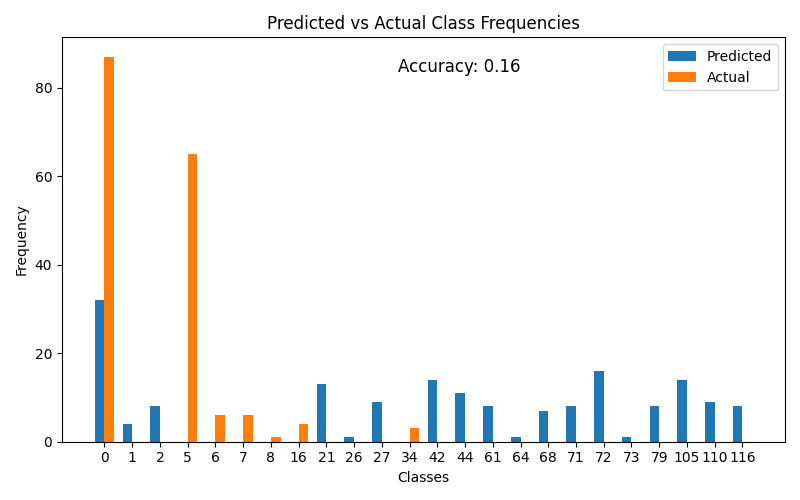 Predicted vs Actual Class Frequencies
Accuracy: 0.16
Predicted
Actual
Frequency
80
60
40
20
0
0 1 2 5 6 7 8 16 21 26 27 34 42 44 61 64 68 71 72 73 79 105 110 116
Classes